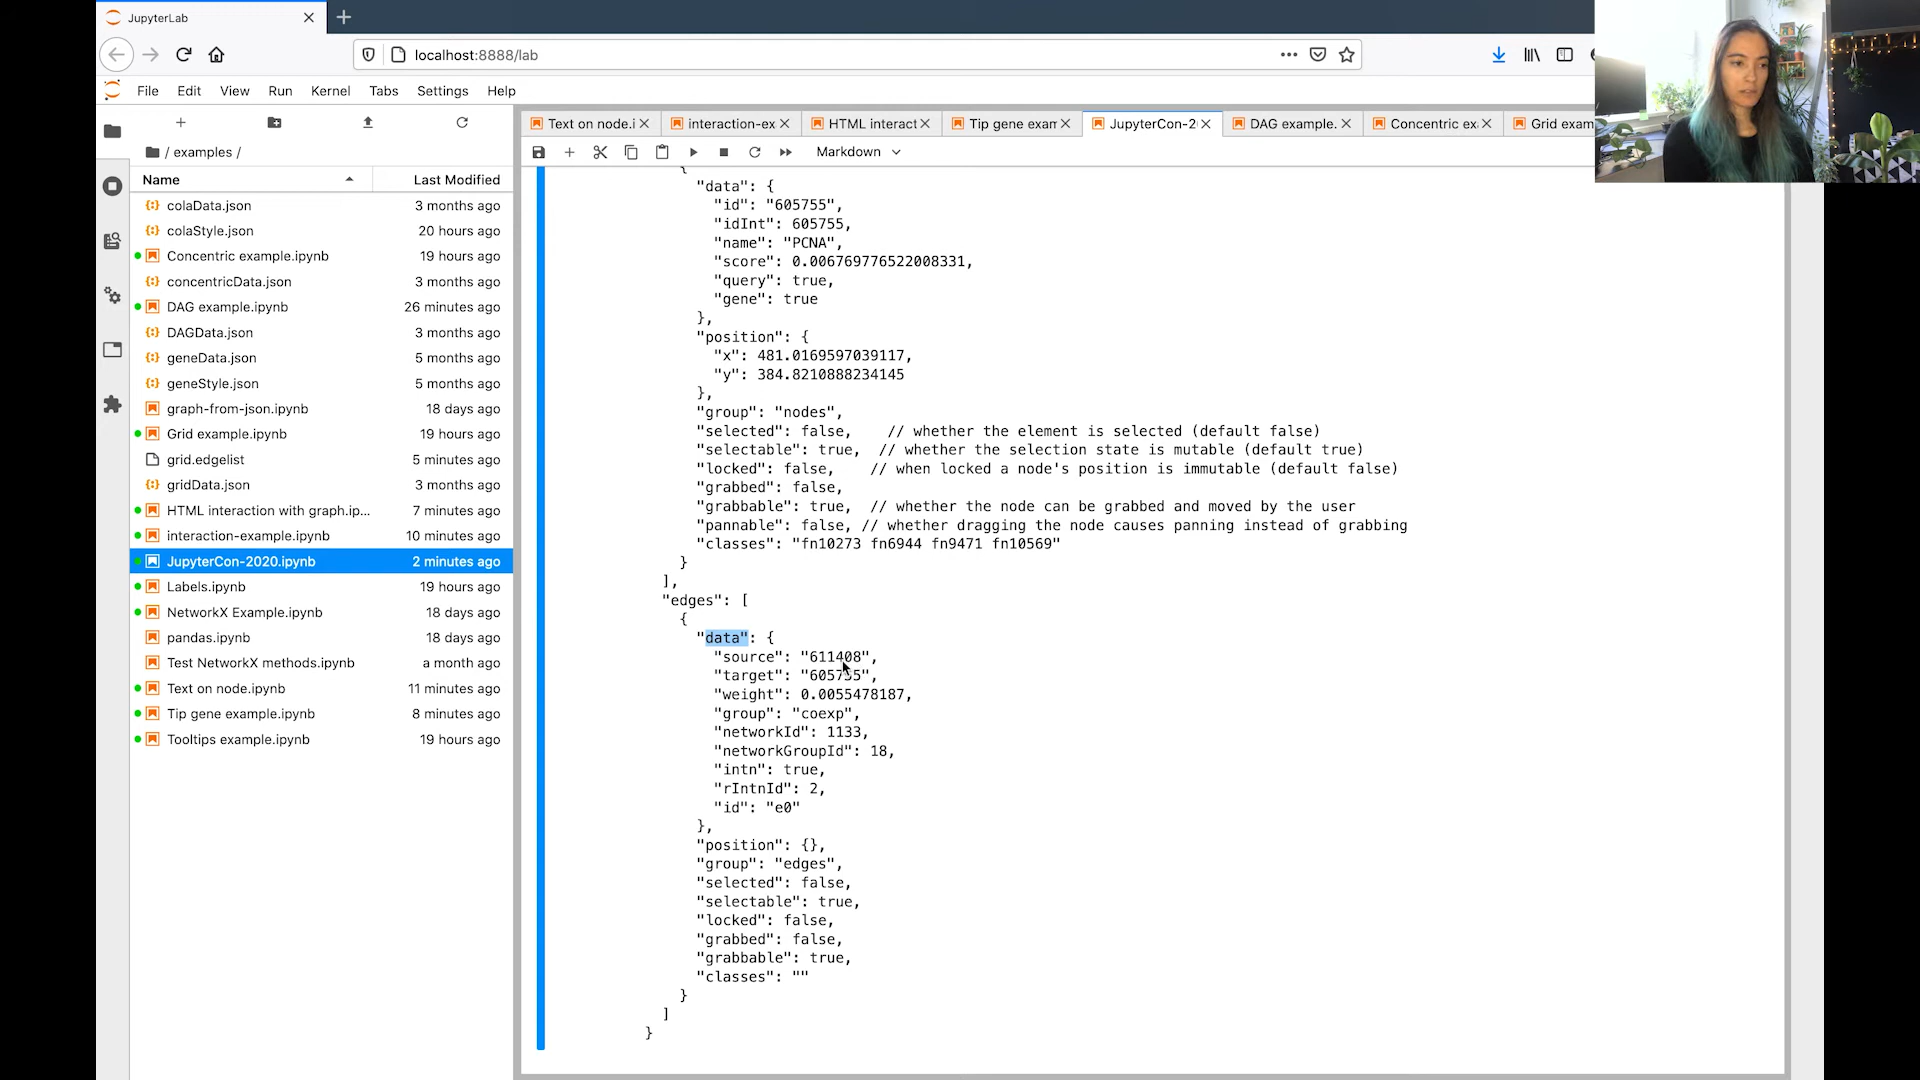 JupyterLab
localhost:8888/lab
File Edit View Run Kernel Tabs Settings Help
Text on node.i
interaction-ex
HTML interact
Tip gene exam
JupyterCon-2
DAG example.
Concentric ex
Grid exam
/ examples /
Markdown
Name Last Modified
colaData.json 3 months ago
colaStyle.json 20 hours ago
Concentric example.ipynb 19 hours ago
concentricData.json 3 months ago
DAG example.ipynb 26 minutes ago
DAGData.json 3 months ago
geneData.json 5 months ago
geneStyle.json 5 months ago
graph-from-json.ipynb 18 days ago
Grid example.ipynb 19 hours ago
grid.edgelist 5 minutes ago
gridData.json 3 months ago
HTML interaction with graph.ip... 7 minutes ago
interaction-example.ipynb 10 minutes ago
JupyterCon-2020.ipynb 2 minutes ago
Labels.ipynb 19 hours ago
NetworkX Example.ipynb 18 days ago
pandas.ipynb 18 days ago
Test NetworkX methods.ipynb a month ago
Text on node.ipynb 11 minutes ago
Tip gene example.ipynb 8 minutes ago
Tooltips example.ipynb 19 hours ago
{
"data": {
"id": "605755",
"idInt": 605755,
"name": "PCNA",
"score": 0.006769776522008331,
"query": true,
"gene": true
},
"position": {
"x": 481.0169597039117,
"y": 384.8210888234145
},
"group": "nodes",
"selected": false, // whether the element is selected (default false)
"selectable": true, // whether the selection state is mutable (default true)
"locked": false, // when locked a node's position is immutable (default false)
"grabbed": false,
"grabbable": true, // whether the node can be grabbed and moved by the user
"pannable": false, // whether dragging the node causes panning instead of grabbing
"classes": "fn10273 fn6944 fn9471 fn10569"
}
],
"edges": [
{
"data": {
"source": "611408",
"target": "605755",
"weight": 0.0055478187,
"group": "coexp",
"networkId": 1133,
"networkGroupId": 18,
"intn": true,
"rIntnId": 2,
"id": "e0"
},
"position": {},
"group": "edges",
"selected": false,
"selectable": true,
"locked": false,
"grabbed": false,
"grabbable": true,
"classes": ""
}
]
}